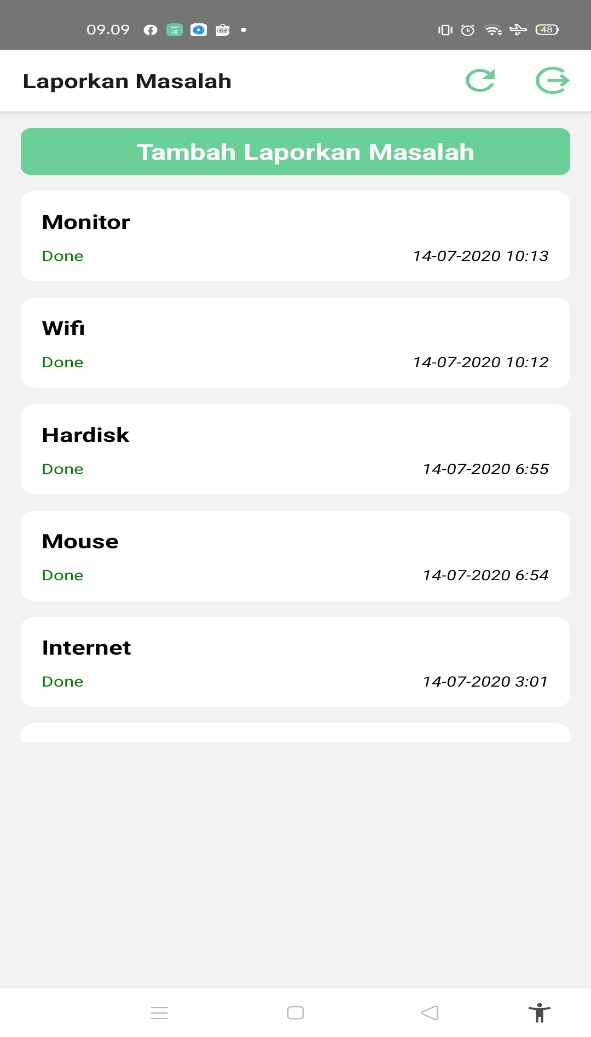 09.09
48
Laporkan Masalah
Tambah Laporkan Masalah
Monitor
Done 14-07-2020 10:13
Wifi
Done 14-07-2020 10:12
Hardisk
Done 14-07-2020 6:55
Mouse
Done 14-07-2020 6:54
Internet
Done 14-07-2020 3:01